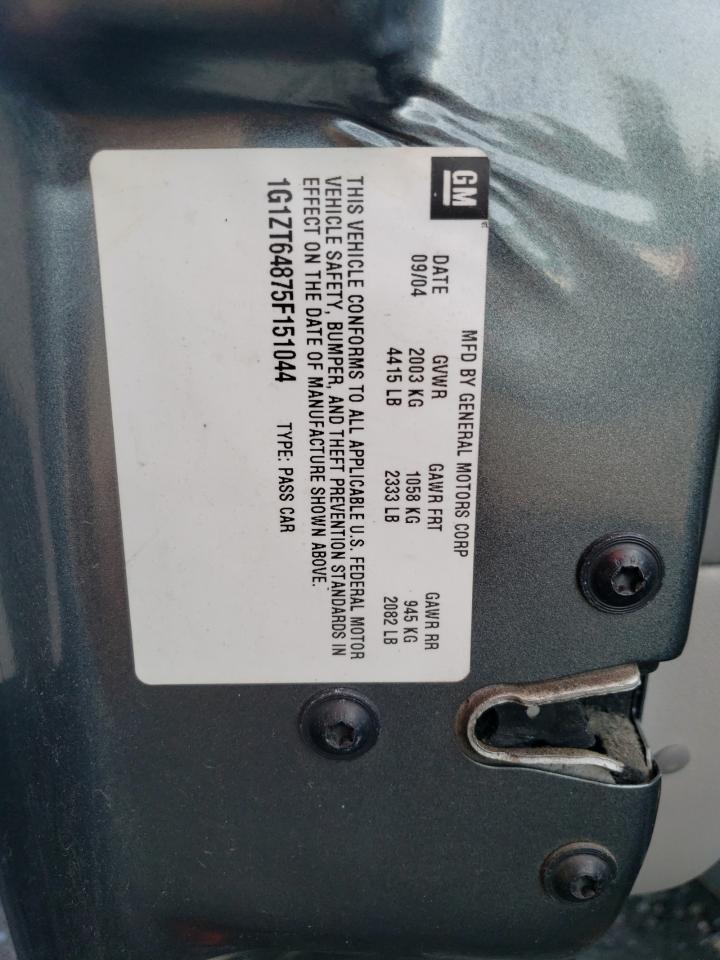 GM
MFD BY GENERAL MOTORS CORP
DATE GVWR GAWR FRT GAWR RR
09/04 2003 KG 1058 KG 945 KG
4415 LB 2333 LB 2082 LB
THIS VEHICLE CONFORMS TO ALL APPLICABLE U.S. FEDERAL MOTOR
VEHICLE SAFETY, BUMPER, AND THEFT PREVENTION STANDARDS IN
EFFECT ON THE DATE OF MANUFACTURE SHOWN ABOVE.
1G1ZT64875F151044 TYPE: PASS CAR